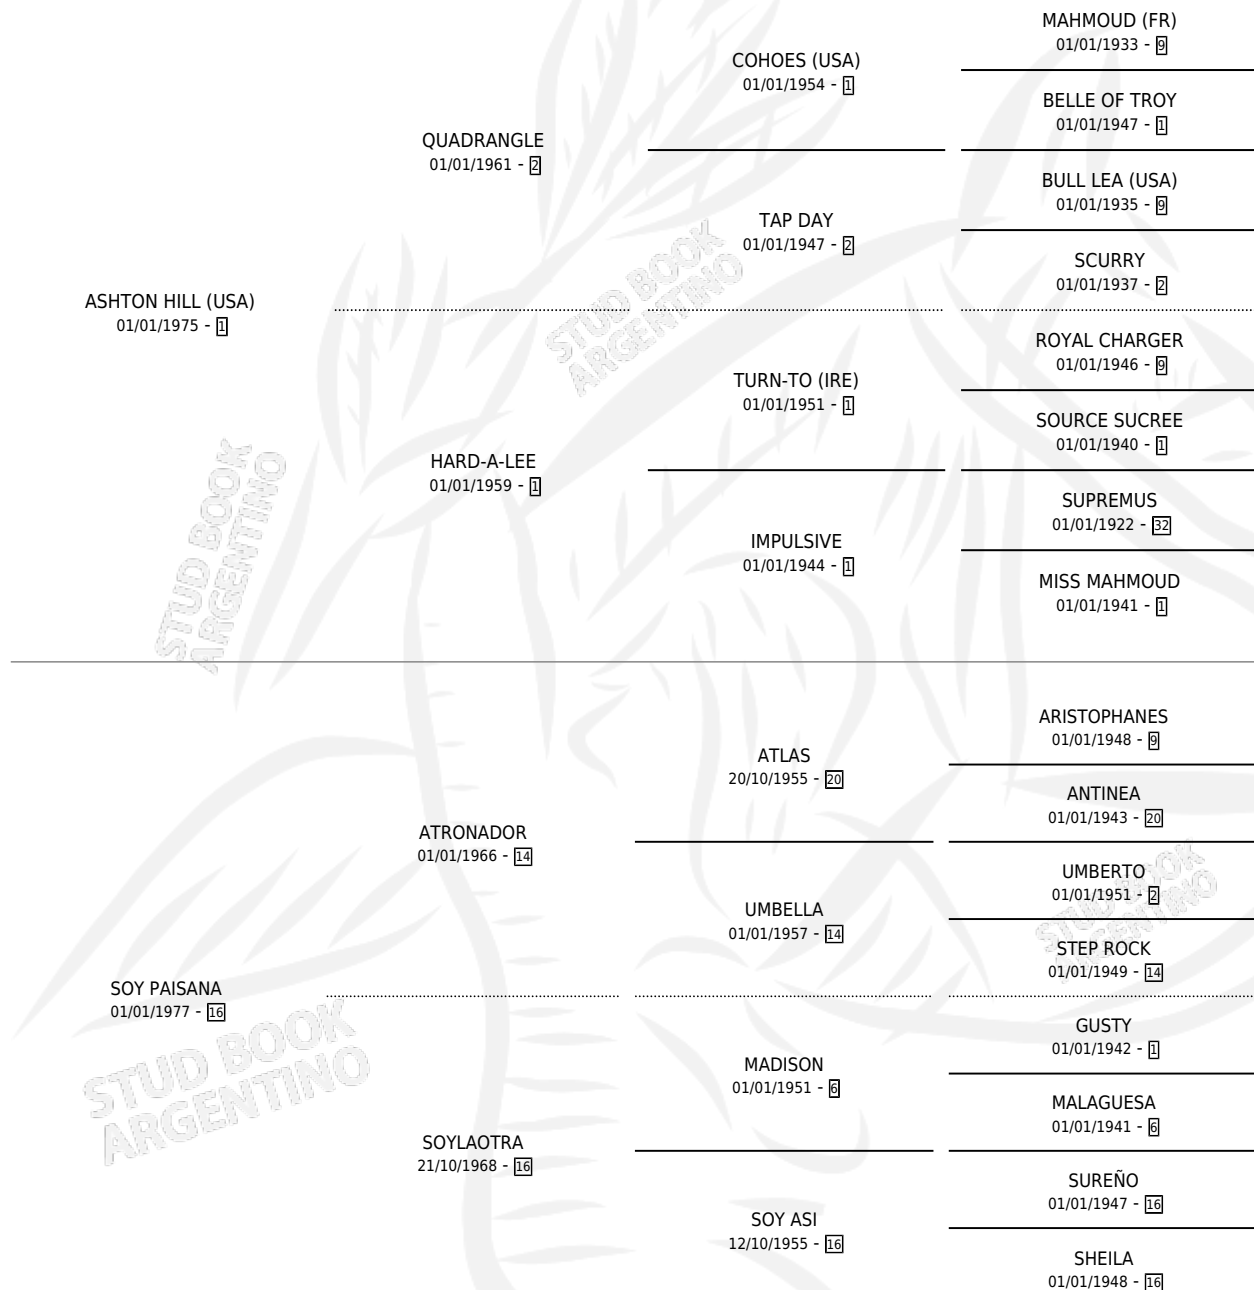 MAHMOUD (FR)
01/01/1933 - 9
COHOES (USA)
01/01/1954 - 1
BELLE OF TROY
01/01/1947 - 1
QUADRANGLE
01/01/1961 - 2
BULL LEA (USA)
01/01/1935 - 9
TAP DAY
01/01/1947 - 2
SCURRY
01/01/1937 - 2
ASHTON HILL (USA)
01/01/1975 - 1
ROYAL CHARGER
01/01/1946 - 9
TURN-TO (IRE)
01/01/1951 - 1
SOURCE SUCREE
01/01/1940 - 1
HARD-A-LEE
01/01/1959 - 1
SUPREMUS
01/01/1922 - 32
IMPULSIVE
01/01/1944 - 1
MISS MAHMOUD
01/01/1941 - 1
ARISTOPHANES
01/01/1948 - 9
ATLAS
20/10/1955 - 20
ANTINEA
01/01/1943 - 20
ATRONADOR
01/01/1966 - 14
UMBERTO
01/01/1951 - 2
UMBELLA
01/01/1957 - 14
STEP ROCK
01/01/1949 - 14
SOY PAISANA
01/01/1977 - 16
GUSTY
01/01/1942 - 1
MADISON
01/01/1951 - 6
MALAGUESA
01/01/1941 - 6
SOYLAOTRA
21/10/1968 - 16
SUREÑO
01/01/1947 - 16
SOY ASI
12/10/1955 - 16
SHEILA
01/01/1948 - 16
STUD BOOK
ARGENTINO
STUD BOOK
ARGENTINO
STUD BOOK
ARGENTINO
STUD BOOK
ARGENTINO